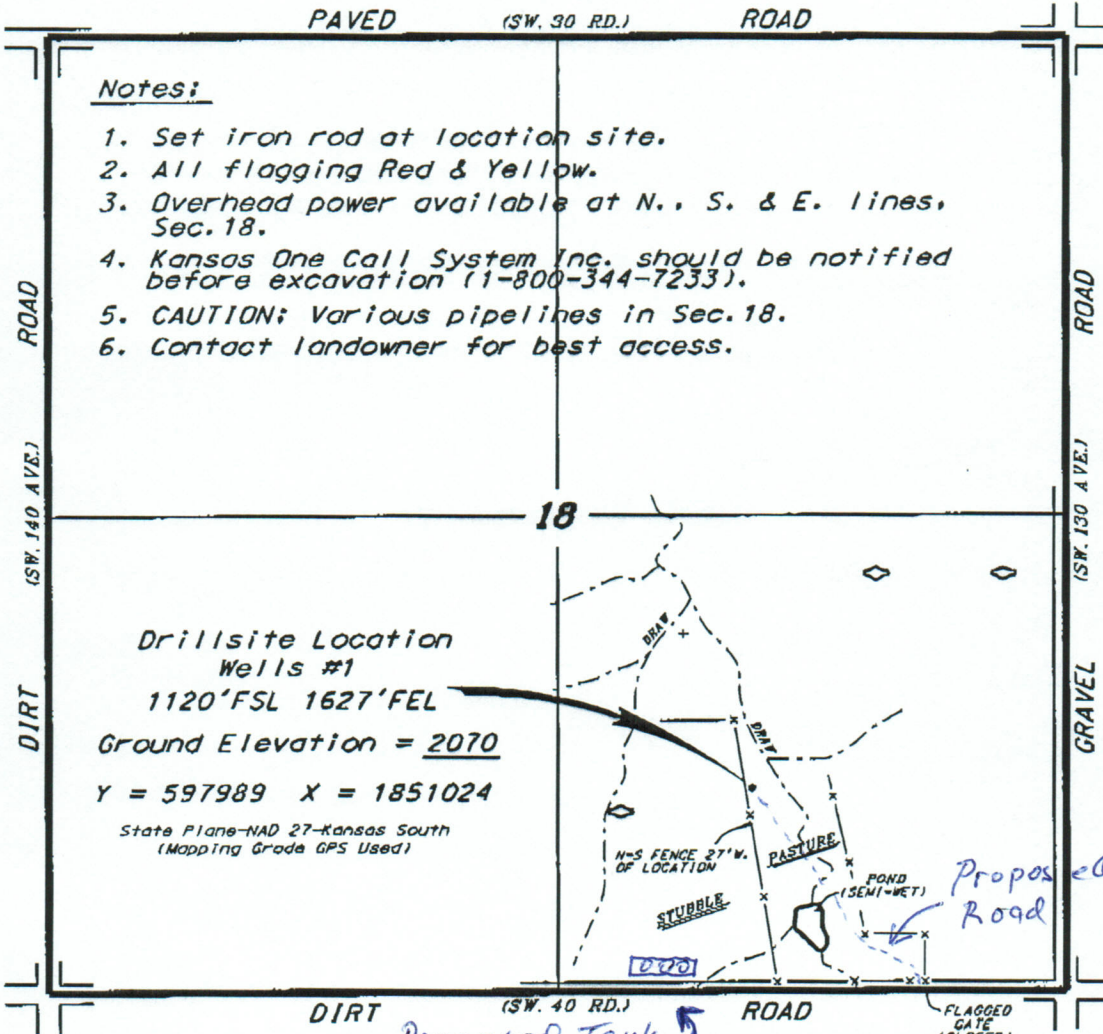 PAVED (SW. 30 RD.) ROAD
Notes:
1. Set iron rod at location site.
2. All flagging Red & Yellow.
3. Overhead power available at N., S. & E. lines,
Sec. 18.
4. Kansas One Call System Inc. should be notified
before excavation (1-800-344-7233).
5. CAUTION: Various pipelines in Sec. 18.
6. Contact landowner for best access.
ROAD
(SW. 140 AVE.)
DIRT
ROAD
(SW. 130 AVE.)
GRAVEL
18
Drillsite Location
Wells #1
1120'FSL 1627'FEL
Ground Elevation = 2070
Y = 597989 X = 1851024
State Plane-NAD 27-Kansas South
(Mapping Grade GPS Used)
DRAW
DRAW
N-S FENCE 27'W.
OF LOCATION
PASTURE
STUBBLE
POND
(SEMI-WET)
Proposed
Road
DIRT (SW. 40 RD.) ROAD
FLAGGED
GATE